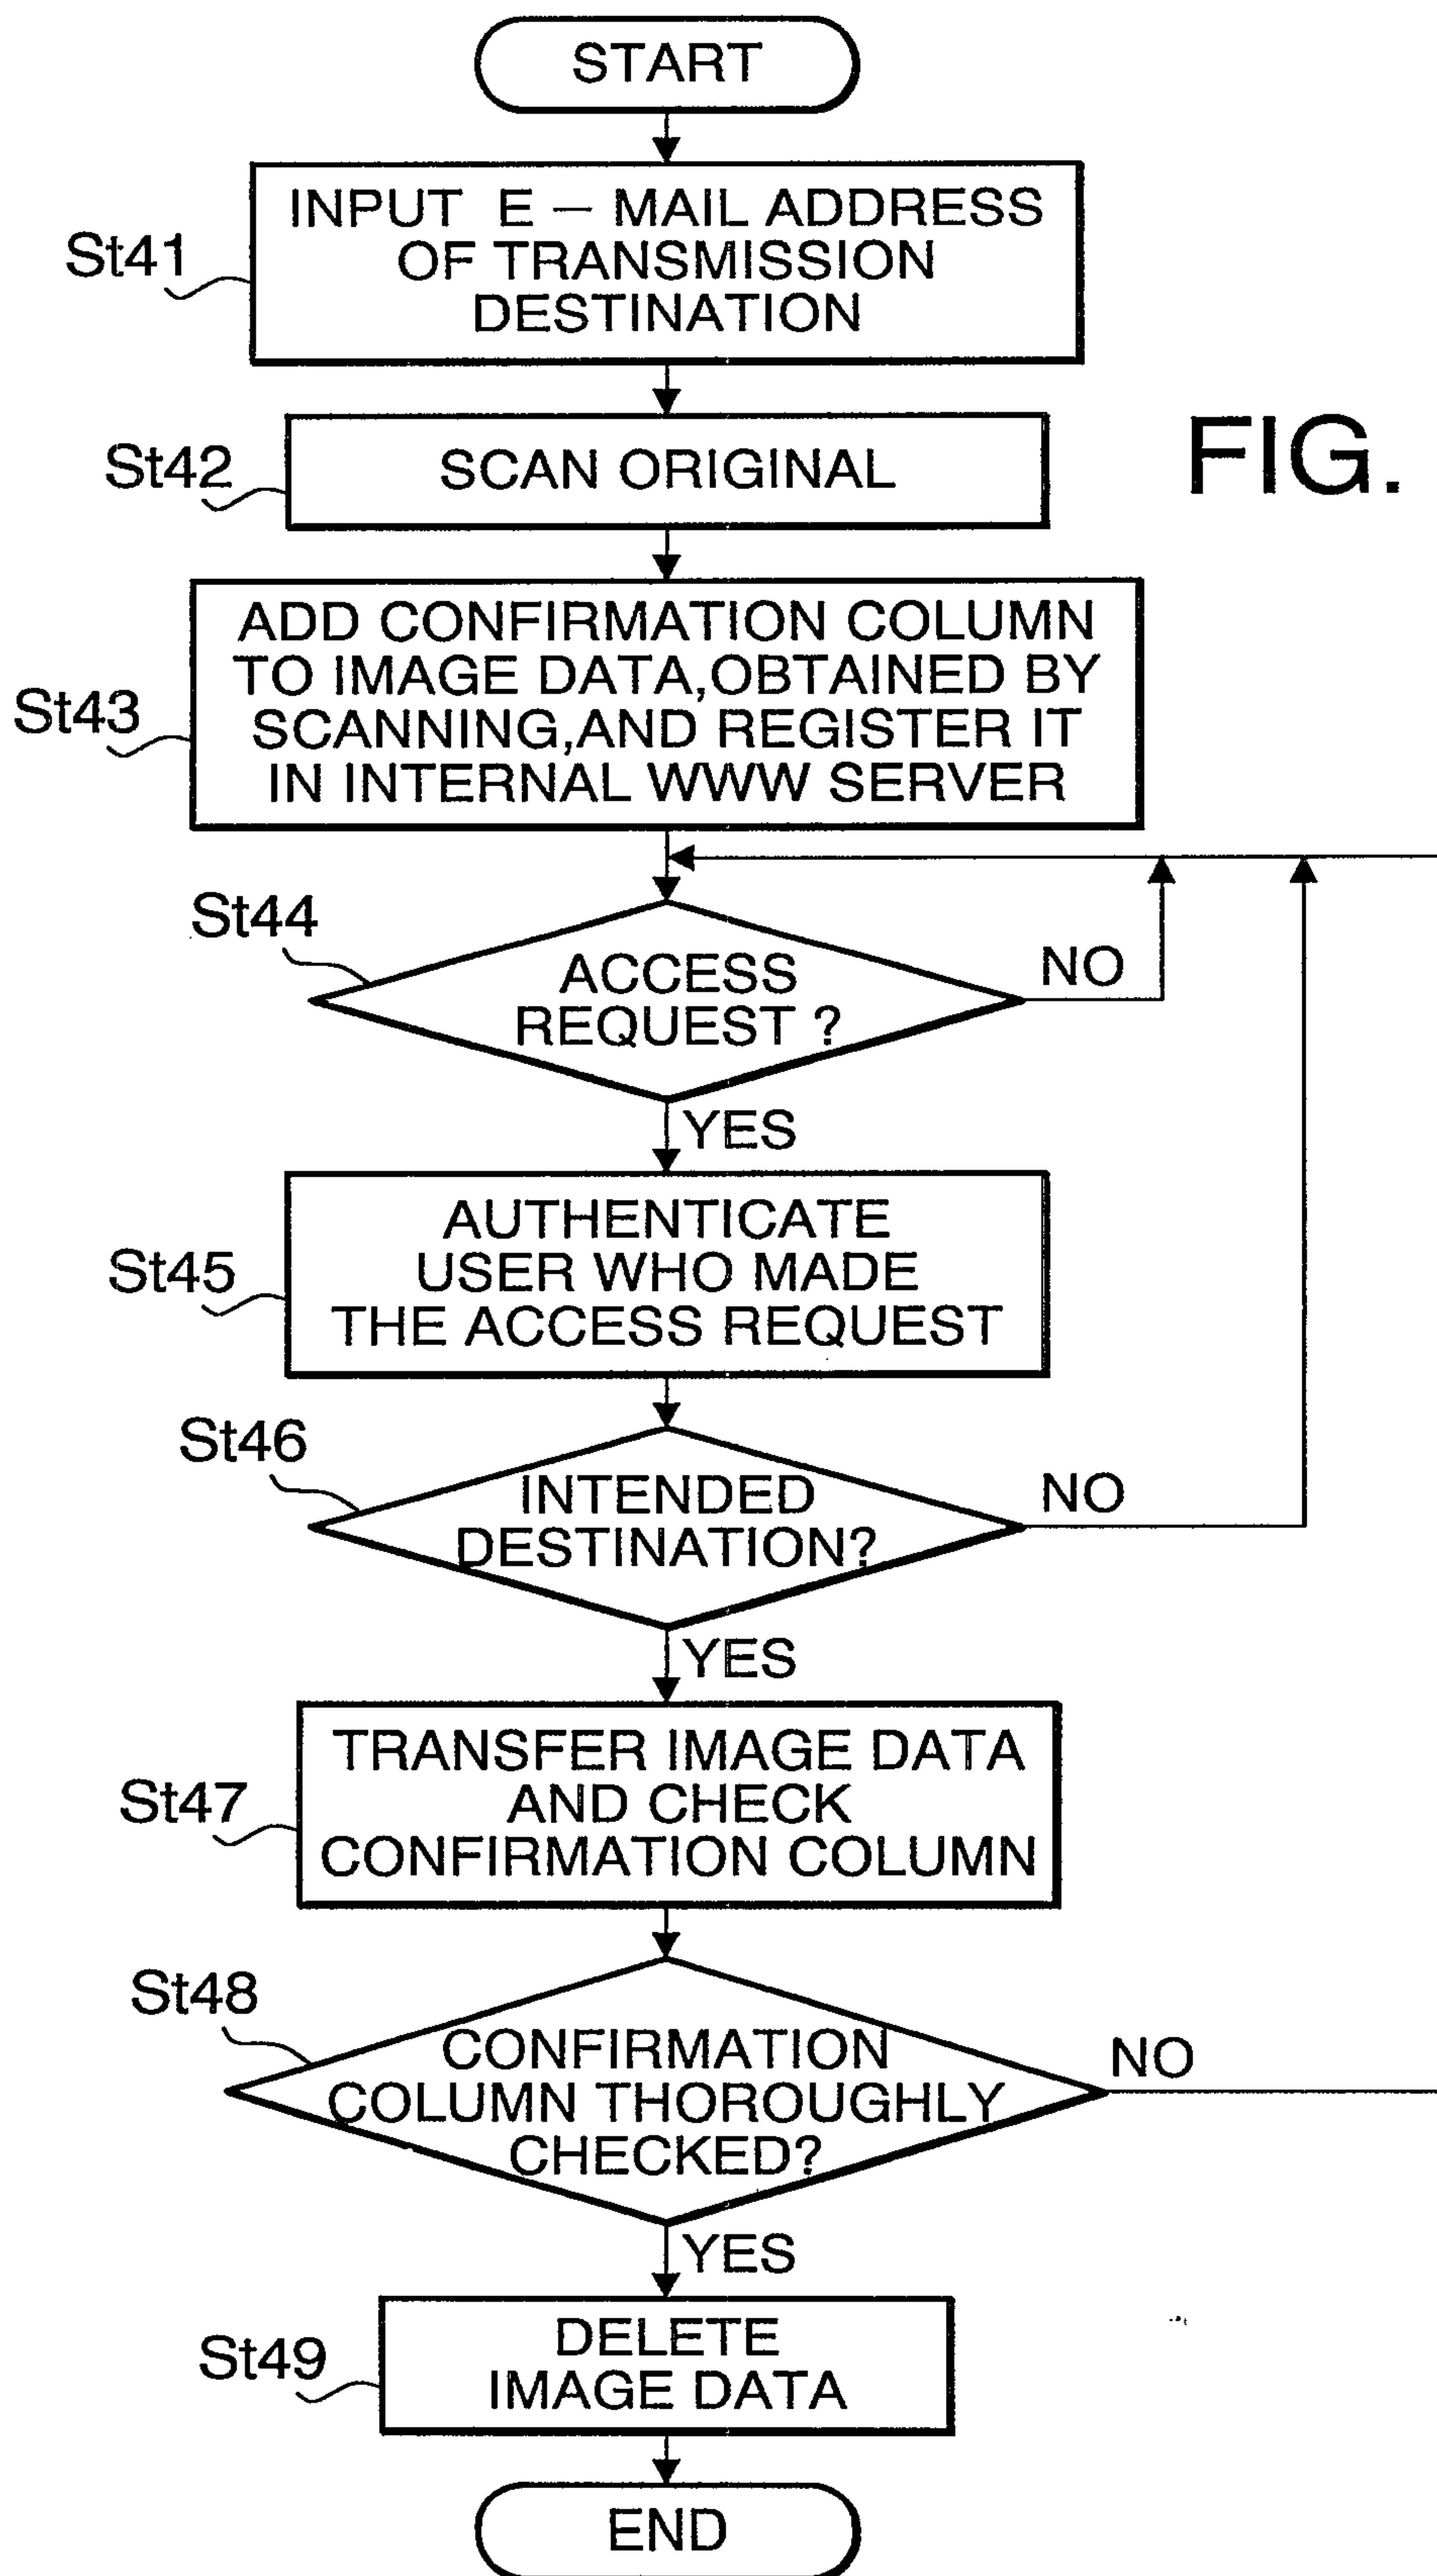 START
INPUT E – MAIL ADDRESS
OF TRANSMISSION
DESTINATION
St41
SCAN ORIGINAL
St42
FIG.
ADD CONFIRMATION COLUMN
TO IMAGE DATA,OBTAINED BY
SCANNING,AND REGISTER IT
IN INTERNAL WWW SERVER
St43
St44
ACCESS
REQUEST ?
NO
YES
AUTHENTICATE
USER WHO MADE
THE ACCESS REQUEST
St45
St46
INTENDED
DESTINATION?
NO
YES
TRANSFER IMAGE DATA
AND CHECK
CONFIRMATION COLUMN
St47
St48
CONFIRMATION
COLUMN THOROUGHLY
CHECKED?
NO
YES
DELETE
IMAGE DATA
St49
END